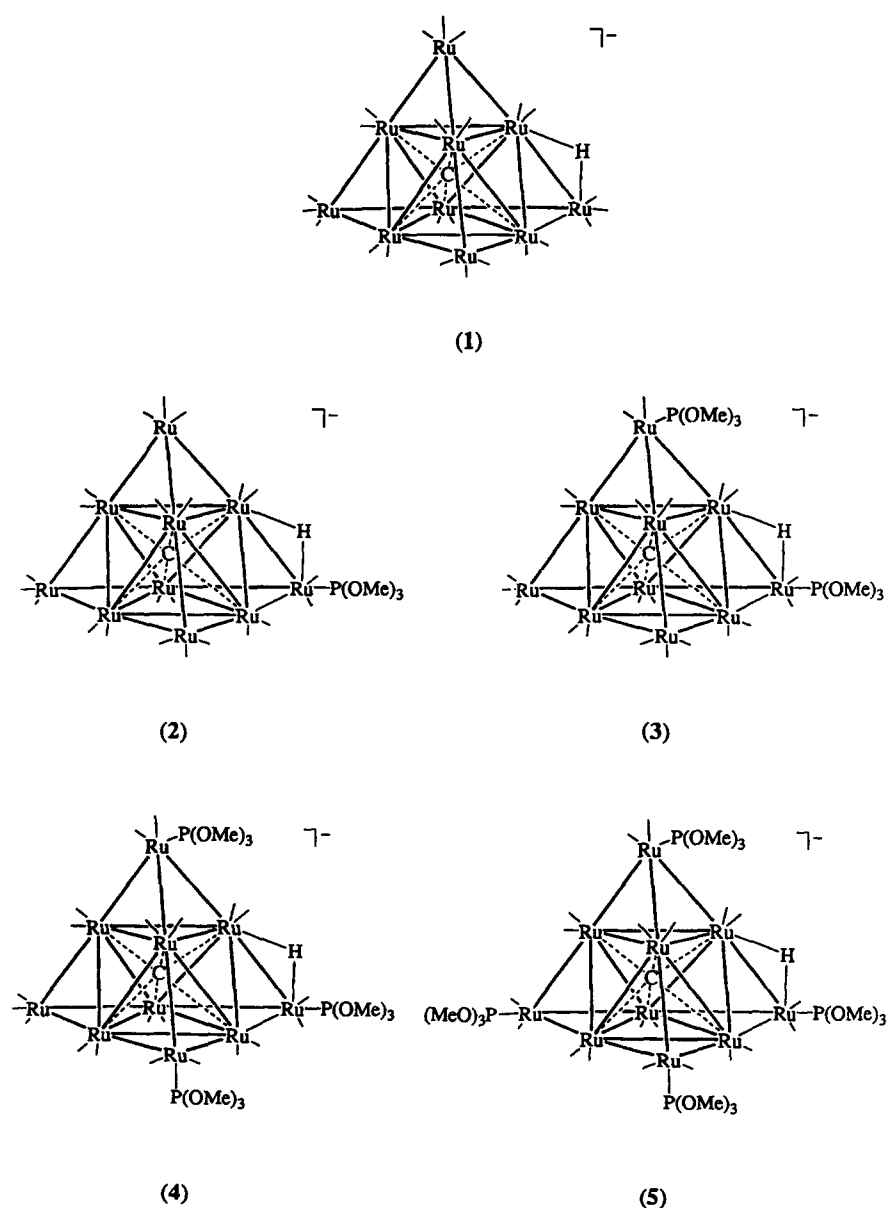 Ru ⌝−
Ru Ru
Ru H
C
Ru Ru Ru
Ru Ru
Ru
(1)
Ru ⌝− Ru P(OMe)3 ⌝−
Ru Ru Ru Ru
Ru H Ru H
C C
Ru Ru Ru P(OMe)3 Ru Ru Ru P(OMe)3
Ru Ru Ru Ru
Ru Ru
(2) (3)
Ru P(OMe)3 ⌝− Ru P(OMe)3 ⌝−
Ru Ru Ru Ru
Ru H Ru H
C C
Ru Ru Ru P(OMe)3 (MeO)3P Ru Ru Ru P(OMe)3
Ru Ru Ru Ru
Ru Ru
P(OMe)3 P(OMe)3
(4) (5)